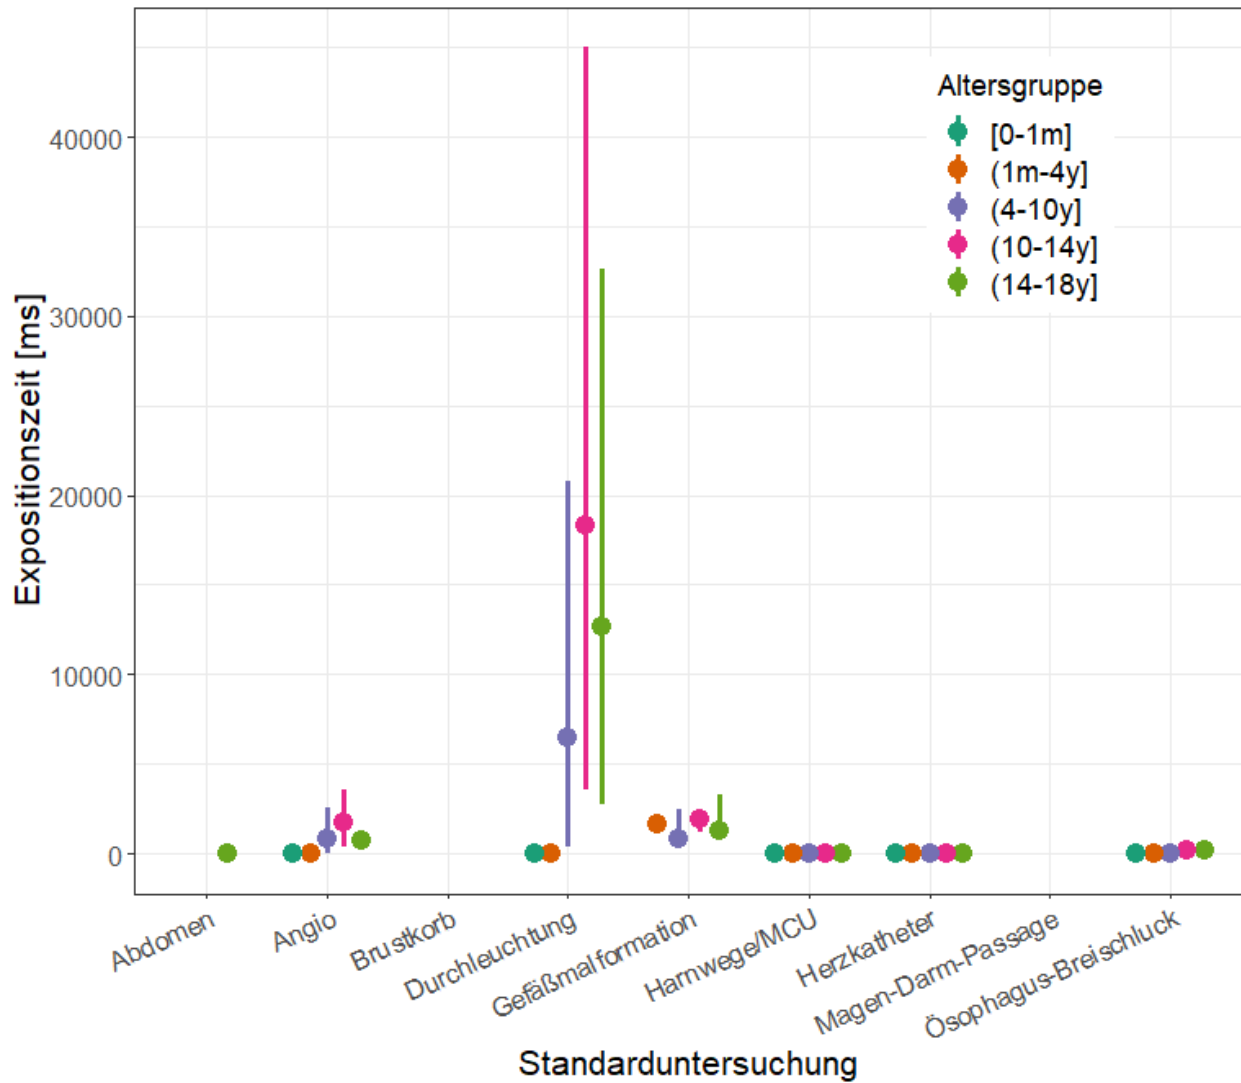 Expositionszeit [ms]
40000
30000
20000
10000
0
Altersgruppe
[0-1m]
(1m-4y]
(4-10y]
(10-14y]
(14-18y]
Abdomen
Angio
Brustkorb
Durchleuchtung
Gefäßmalformation
Harnwege/MCU
Herzkatheter
Magen-Darm-Passage
Ösophagus-Breischluck
Standarduntersuchung